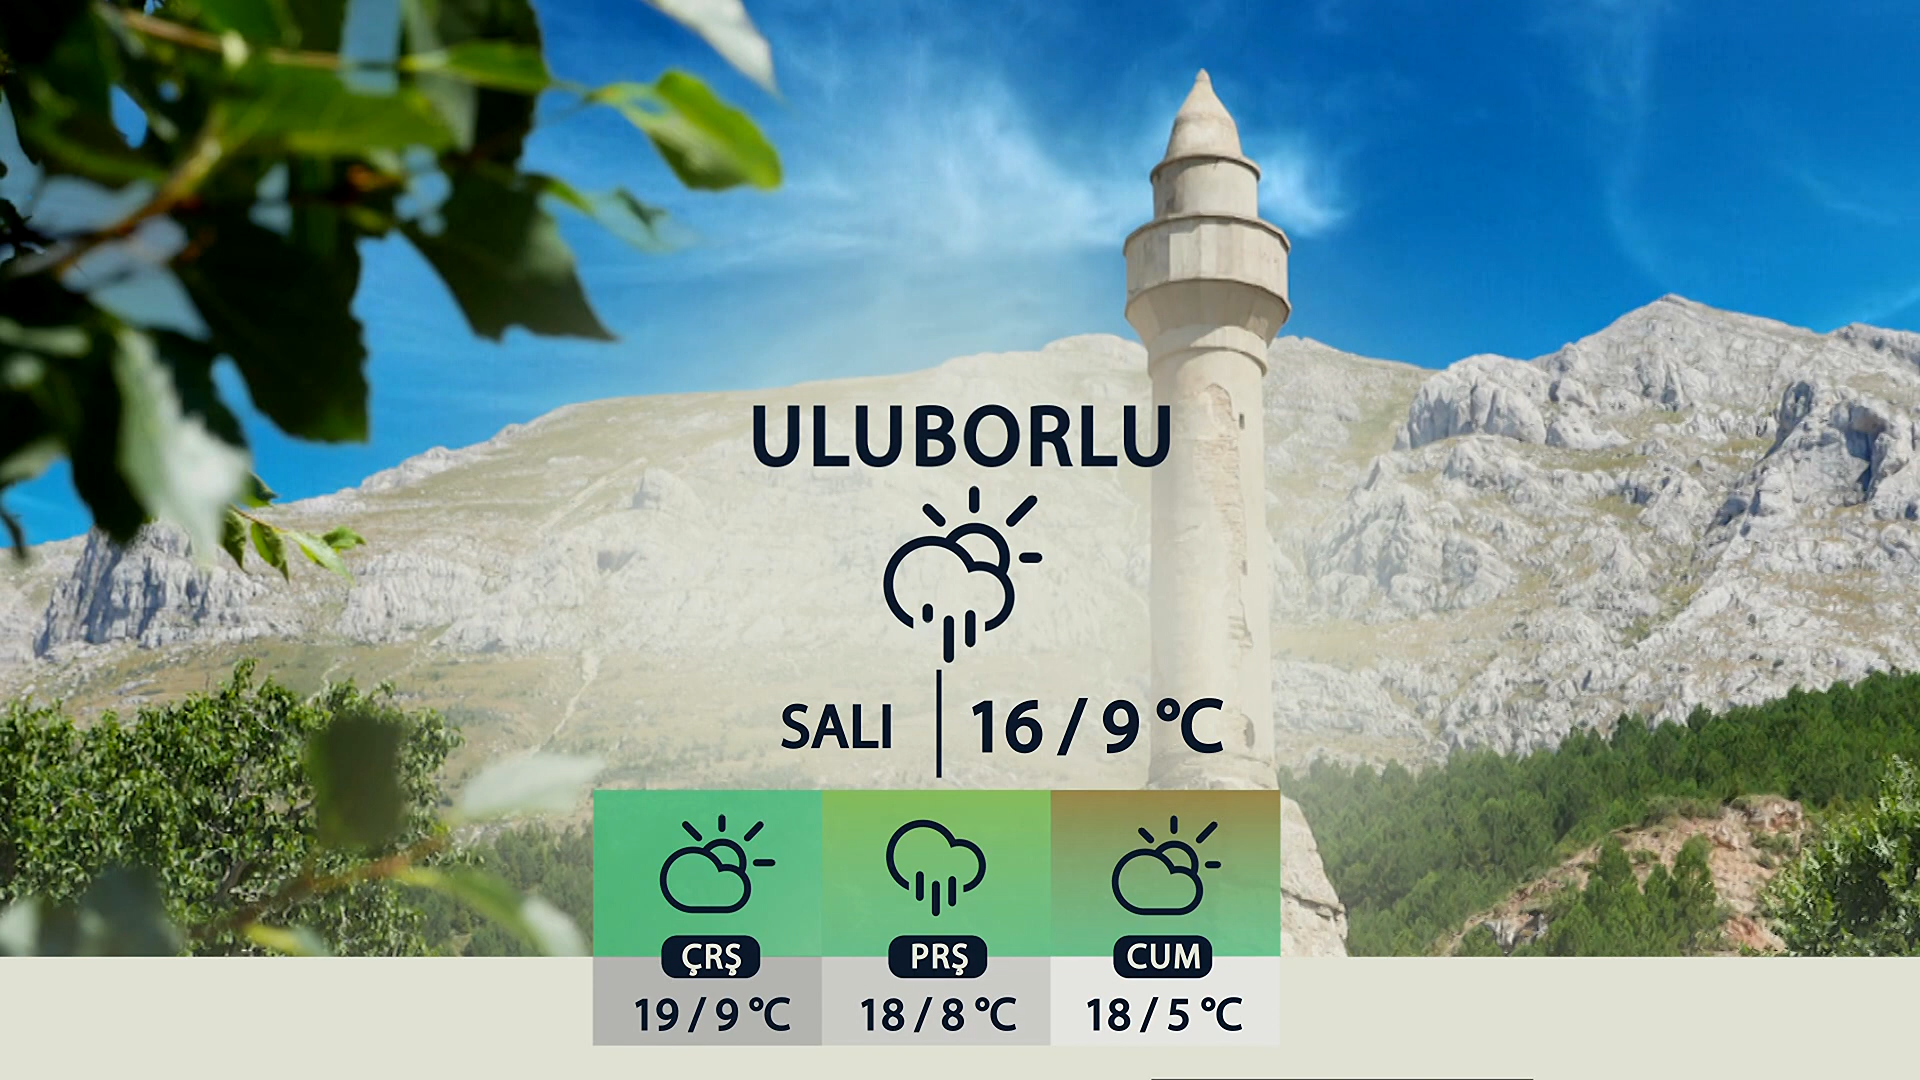 ULUBORLU
SALI 16 / 9 °C
ÇRŞ PRŞ CUM
19 / 9 °C 18 / 8 °C 18 / 5 °C